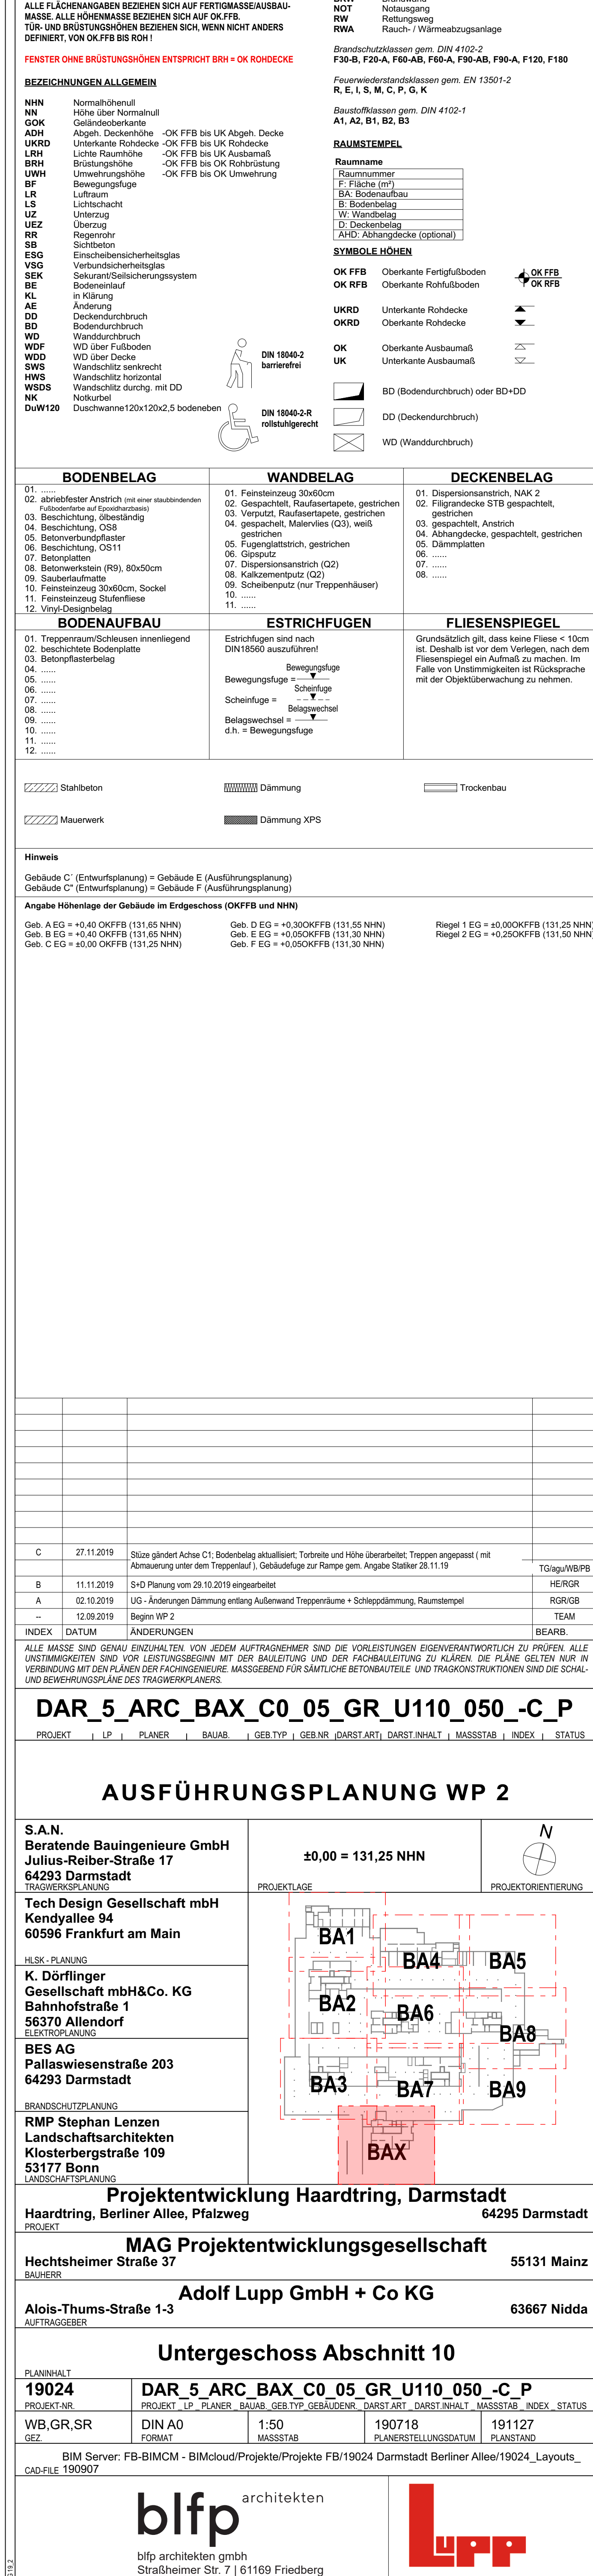 ALLE FLÄCHENANGABEN BEZIEHEN SICH AUF FERTIGMASSE/AUSBAU-
MASSE. ALLE HÖHENMASSE BEZIEHEN SICH AUF OK.FFB.
TÜR- UND BRÜSTUNGSHÖHEN BEZIEHEN SICH, WENN NICHT ANDERS
DEFINIERT, VON OK.FFB BIS ROH !
FENSTER OHNE BRÜSTUNGSHÖHEN ENTSPRICHT BRH = OK ROHDECKE
BEZEICHNUNGEN ALLGEMEIN
NHN Normalhöhenull
NN Höhe über Normalnull
GOK Geländeoberkante
ADH Abgeh. Deckenhöhe -OK FFB bis UK Abgeh. Decke
UKRD Unterkante Rohdecke -OK FFB bis UK Rohdecke
LRH Lichte Raumhöhe -OK FFB bis UK Ausbamaß
BRH Brüstungshöhe -OK FFB bis OK Rohbrüstung
UWH Umwehrungshöhe -OK FFB bis OK Umwehrung
BF Bewegungsfuge
LR Luftraum
LS Lichtschacht
UZ Unterzug
UEZ Überzug
RR Regenrohr
SB Sichtbeton
ESG Einscheibensicherheitsglas
VSG Verbundsicherheitsglas
SEK Sekurant/Seilsicherungssystem
BE Bodeneinlauf
KL in Klärung
AE Änderung
DD Deckendurchbruch
BD Bodendurchbruch
WD Wanddurchbruch
WDF WD über Fußboden
WDD WD über Decke
SWS Wandschlitz senkrecht
HWS Wandschlitz horizontal
WSDS Wandschlitz durchg. mit DD
NK Notkurbel
DuW120 Duschwanne120x120x2,5 bodeneben
DIN 18040-2
barrierefrei
DIN 18040-2-R
rollstuhlgerecht
BRW Brandwand
NOT Notausgang
RW Rettungsweg
RWA Rauch- / Wärmeabzugsanlage
Brandschutzklassen gem. DIN 4102-2
F30-B, F20-A, F60-AB, F60-A, F90-AB, F90-A, F120, F180
Feuerwiederstandsklassen gem. EN 13501-2
R, E, I, S, M, C, P, G, K
Baustoffklassen gem. DIN 4102-1
A1, A2, B1, B2, B3
RAUMSTEMPEL
Raumname
Raumnummer
F: Fläche (m²)
BA: Bodenaufbau
B: Bodenbelag
W: Wandbelag
D: Deckenbelag
AHD: Abhangdecke (optional)
SYMBOLE HÖHEN
OK FFB Oberkante Fertigfußboden OK FFB
OK RFB Oberkante Rohfußboden OK RFB
UKRD Unterkante Rohdecke
OKRD Oberkante Rohdecke
OK Oberkante Ausbaumaß
UK Unterkante Ausbaumaß
BD (Bodendurchbruch) oder BD+DD
DD (Deckendurchbruch)
WD (Wanddurchbruch)
BODENBELAG
01. ......
02. abriebfester Anstrich (mit einer staubbindenden
Fußbodenfarbe auf Epoxidharzbasis)
03. Beschichtung, ölbeständig
04. Beschichtung, OS8
05. Betonverbundpflaster
06. Beschichtung, OS11
07. Betonplatten
08. Betonwerkstein (R9), 80x50cm
09. Sauberlaufmatte
10. Feinsteinzeug 30x60cm, Sockel
11. Feinsteinzeug Stufenfliese
12. Vinyl-Designbelag
WANDBELAG
01. Feinsteinzeug 30x60cm
02. Gespachtelt, Raufasertapete, gestrichen
03. Verputzt, Raufasertapete, gestrichen
04. gespachelt, Malervlies (Q3), weiß
gestrichen
05. Fugenglattstrich, gestrichen
06. Gipsputz
07. Dispersionsanstrich (Q2)
08. Kalkzementputz (Q2)
09. Scheibenputz (nur Treppenhäuser)
10. ......
11. ......
DECKENBELAG
01. Dispersionsanstrich, NAK 2
02. Filigrandecke STB gespachtelt,
gestrichen
03. gespachtelt, Anstrich
04. Abhangdecke, gespachtelt, gestrichen
05. Dämmplatten
06. ......
07. ......
08. ......
BODENAUFBAU
01. Treppenraum/Schleusen innenliegend
02. beschichtete Bodenplatte
03. Betonpflasterbelag
04. ......
05. ......
06. ......
07. ......
08. ......
09. ......
10. ......
11. ......
12. ......
ESTRICHFUGEN
Estrichfugen sind nach
DIN18560 auszuführen!
Bewegungsfuge
Bewegungsfuge =
Scheinfuge
Scheinfuge =
Belagswechsel
Belagswechsel =
d.h. = Bewegungsfuge
FLIESENSPIEGEL
Grundsätzlich gilt, dass keine Fliese < 10cm
ist. Deshalb ist vor dem Verlegen, nach dem
Fliesenspiegel ein Aufmaß zu machen. Im
Falle von Unstimmigkeiten ist Rücksprache
mit der Objektüberwachung zu nehmen.
Stahlbeton Dämmung Trockenbau
Mauerwerk Dämmung XPS
Hinweis
Gebäude C´ (Entwurfsplanung) = Gebäude E (Ausführungsplanung)
Gebäude C" (Entwurfsplanung) = Gebäude F (Ausführungsplanung)
Angabe Höhenlage der Gebäude im Erdgeschoss (OKFFB und NHN)
Geb. A EG = +0,40 OKFFB (131,65 NHN) Geb. D EG = +0,30OKFFB (131,55 NHN) Riegel 1 EG = ±0,00OKFFB (131,25 NHN)
Geb. B EG = +0,40 OKFFB (131,65 NHN) Geb. E EG = +0,05OKFFB (131,30 NHN) Riegel 2 EG = +0,25OKFFB (131,50 NHN)
Geb. C EG = ±0,00 OKFFB (131,25 NHN) Geb. F EG = +0,05OKFFB (131,30 NHN)
C 27.11.2019 Stüze gändert Achse C1; Bodenbelag aktuallisiert; Torbreite und Höhe überarbeitet; Treppen angepasst ( mit
Abmauerung unter dem Treppenlauf ), Gebäudefuge zur Rampe gem. Angabe Statiker 28.11.19 TG/agu/WB/PB
B 11.11.2019 S+D Planung vom 29.10.2019 eingearbeitet HE/RGR
A 02.10.2019 UG - Änderungen Dämmung entlang Außenwand Treppenräume + Schleppdämmung, Raumstempel RGR/GB
-- 12.09.2019 Beginn WP 2 TEAM
INDEX DATUM ÄNDERUNGEN BEARB.
ALLE MASSE SIND GENAU EINZUHALTEN. VON JEDEM AUFTRAGNEHMER SIND DIE VORLEISTUNGEN EIGENVERANTWORTLICH ZU PRÜFEN. ALLE
UNSTIMMIGKEITEN SIND VOR LEISTUNGSBEGINN MIT DER BAULEITUNG UND DER FACHBAULEITUNG ZU KLÄREN. DIE PLÄNE GELTEN NUR IN
VERBINDUNG MIT DEN PLÄNEN DER FACHINGENIEURE. MASSGEBEND FÜR SÄMTLICHE BETONBAUTEILE UND TRAGKONSTRUKTIONEN SIND DIE SCHAL-
UND BEWEHRUNGSPLÄNE DES TRAGWERKPLANERS.
DAR_5_ARC_BAX_C0_05_GR_U110_050_-C_P
PROJEKT LP PLANER BAUAB. GEB.TYP GEB.NR DARST.ART DARST.INHALT MASSSTAB INDEX STATUS
AUSFÜHRUNGSPLANUNG WP 2
S.A.N.
Beratende Bauingenieure GmbH
Julius-Reiber-Straße 17
64293 Darmstadt
TRAGWERKSPLANUNG
±0,00 = 131,25 NHN
PROJEKTLAGE
N
PROJEKTORIENTIERUNG
Tech Design Gesellschaft mbH
Kendyallee 94
60596 Frankfurt am Main
HLSK - PLANUNG
K. Dörflinger
Gesellschaft mbH&Co. KG
Bahnhofstraße 1
56370 Allendorf
ELEKTROPLANUNG
BES AG
Pallaswiesenstraße 203
64293 Darmstadt
BRANDSCHUTZPLANUNG
RMP Stephan Lenzen
Landschaftsarchitekten
Klosterbergstraße 109
53177 Bonn
LANDSCHAFTSPLANUNG
BA1
BA4 BA5
BA2 BA6
BA8
BA3 BA7 BA9
BAX
Projektentwicklung Haardtring, Darmstadt
Haardtring, Berliner Allee, Pfalzweg 64295 Darmstadt
PROJEKT
MAG Projektentwicklungsgesellschaft
Hechtsheimer Straße 37 55131 Mainz
BAUHERR
Adolf Lupp GmbH + Co KG
Alois-Thums-Straße 1-3 63667 Nidda
AUFTRAGGEBER
Untergeschoss Abschnitt 10
PLANINHALT
19024 DAR_5_ARC_BAX_C0_05_GR_U110_050_-C_P
PROJEKT-NR. PROJEKT _ LP _ PLANER _ BAUAB._GEB.TYP_GEBÄUDENR._ DARST.ART _ DARST.INHALT _ MASSSTAB _ INDEX _ STATUS
WB,GR,SR DIN A0 1:50 190718 191127
GEZ. FORMAT MASSSTAB PLANERSTELLUNGSDATUM PLANSTAND
BIM Server: FB-BIMCM - BIMcloud/Projekte/Projekte FB/19024 Darmstadt Berliner Allee/19024_Layouts_
CAD-FILE 190907
blfp architekten
blfp architekten gmbh
Straßheimer Str. 7 | 61169 Friedberg
LUPP